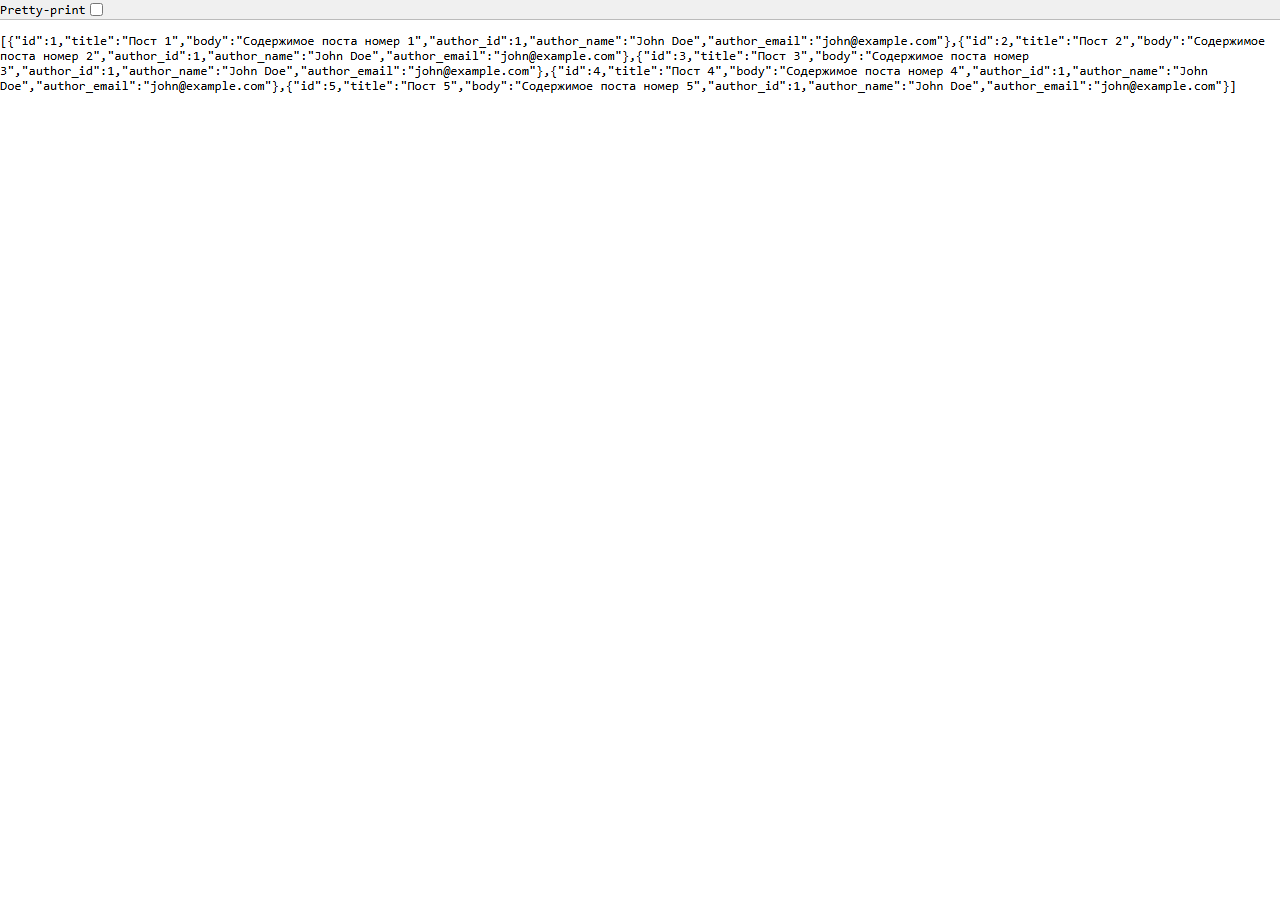 Pretty-print
[{"id":1,"title":"Пост 1","body":"Содержимое поста номер 1","author_id":1,"author_name":"John Doe","author_email":"john@example.com"},{"id":2,"title":"Пост 2","body":"Содержимое
поста номер 2","author_id":1,"author_name":"John Doe","author_email":"john@example.com"},{"id":3,"title":"Пост 3","body":"Содержимое поста номер
3","author_id":1,"author_name":"John Doe","author_email":"john@example.com"},{"id":4,"title":"Пост 4","body":"Содержимое поста номер 4","author_id":1,"author_name":"John
Doe","author_email":"john@example.com"},{"id":5,"title":"Пост 5","body":"Содержимое поста номер 5","author_id":1,"author_name":"John Doe","author_email":"john@example.com"}]